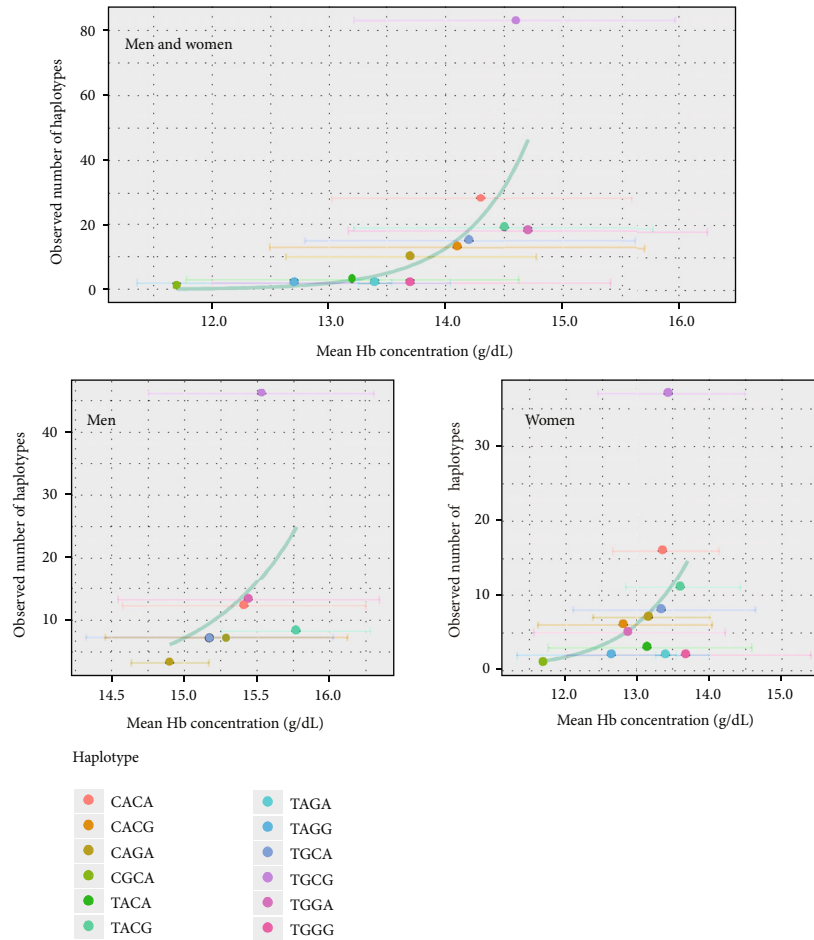 Men and women
Observed number of haplotypes
80
60
40
20
0
12.0 13.0 14.0 15.0 16.0
Mean Hb concentration (g/dL)
Men
Observed number of haplotypes
40
30
20
10
14.5 15.0 15.5 16.0
Mean Hb concentration (g/dL)
Women
Observed number of haplotypes
30
20
10
0
12.0 13.0 14.0 15.0
Mean Hb concentration (g/dL)
Haplotype
CACA
CACG
CAGA
CGCA
TACA
TACG
TAGA
TAGG
TGCA
TGCG
TGGA
TGGG